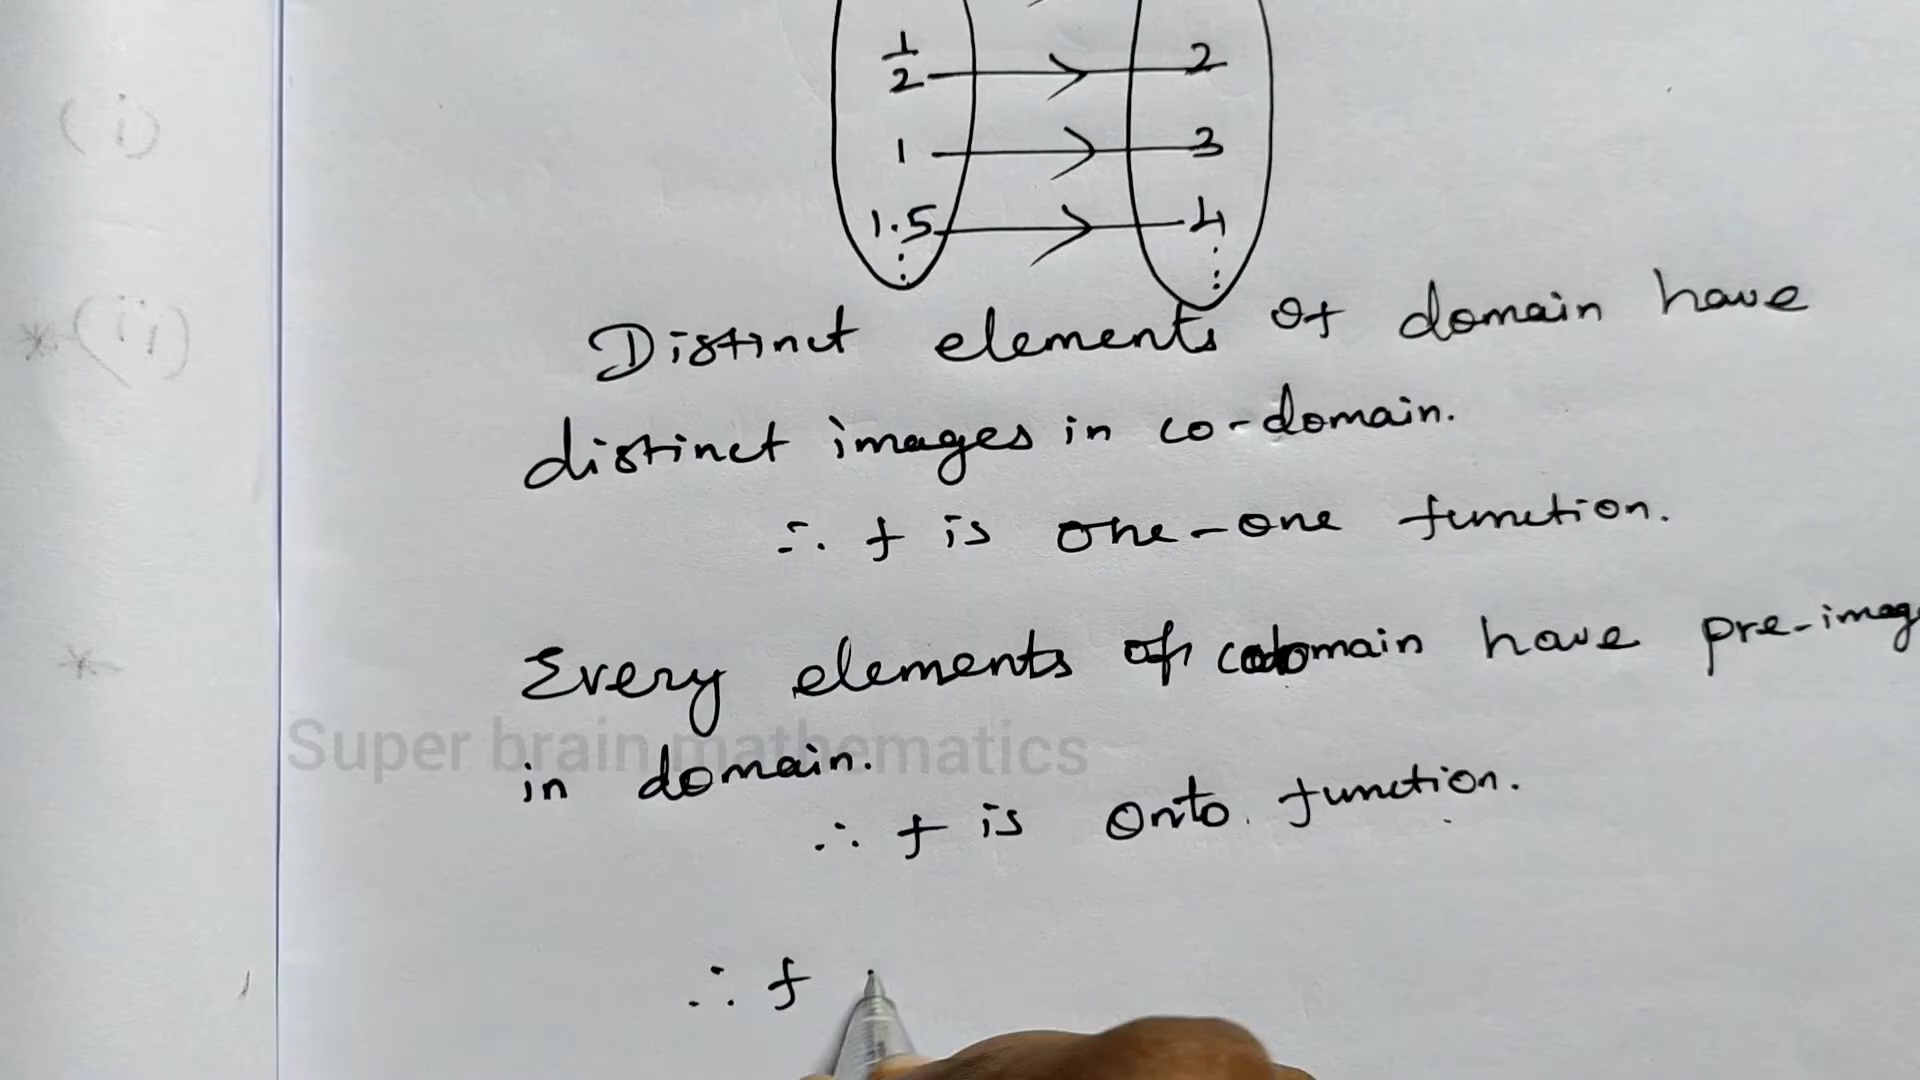 (i)
1/2 2
1 3
1.5 4
* (ii)
Distinct elements of domain have
distinct images in co-domain.
∴ f is one-one function.
*
Every elements of codomain have pre-imag
Super brain mathematics
in domain.
∴ f is onto function.
∴ f